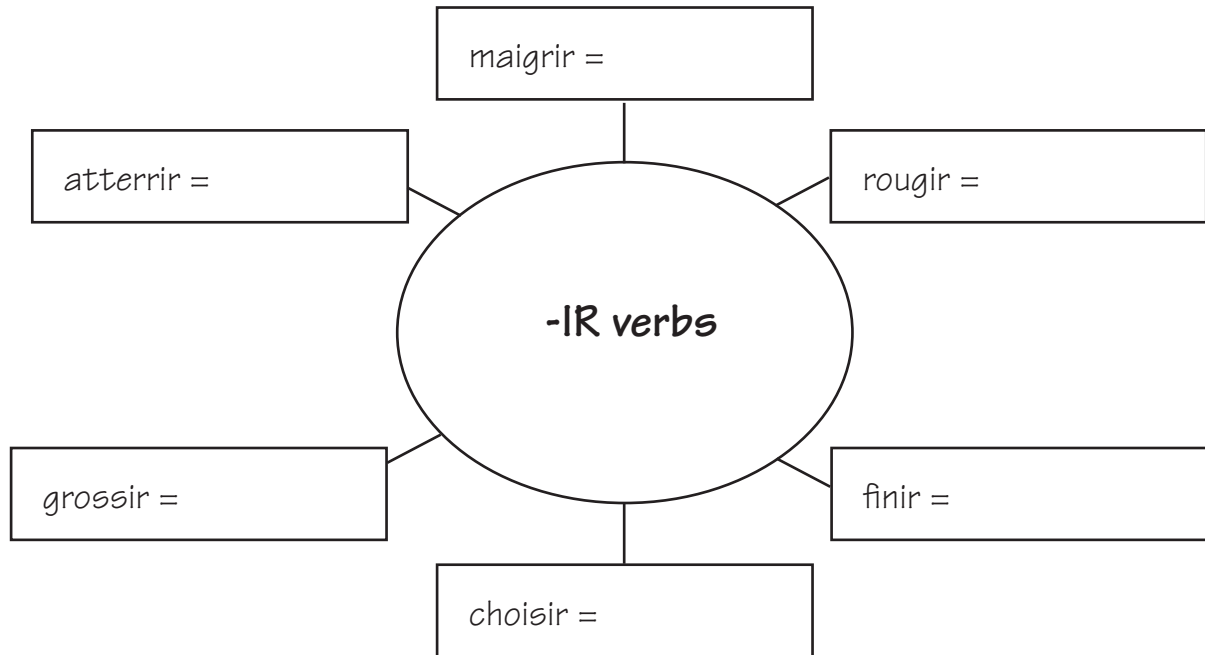 maigrir =
atterrir =
rougir =
-IR verbs
grossir =
finir =
choisir =